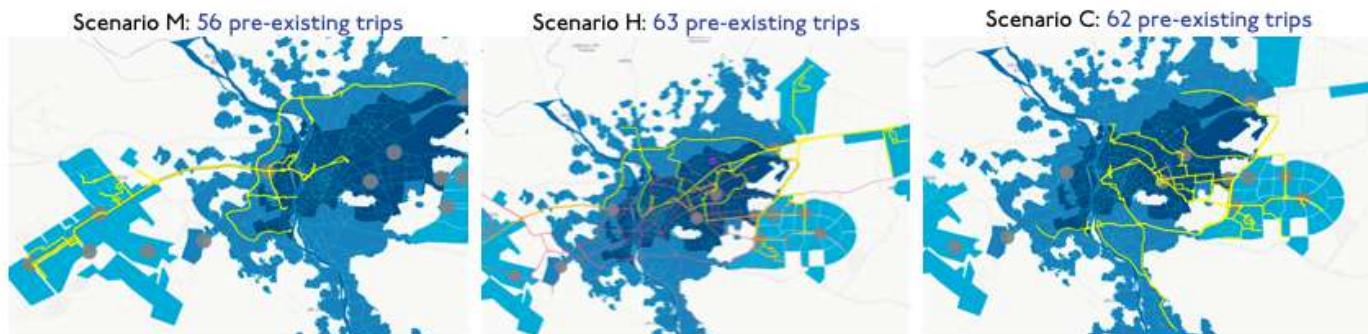 Scenario M: 56 pre-existing trips
Scenario H: 63 pre-existing trips
Scenario C: 62 pre-existing trips